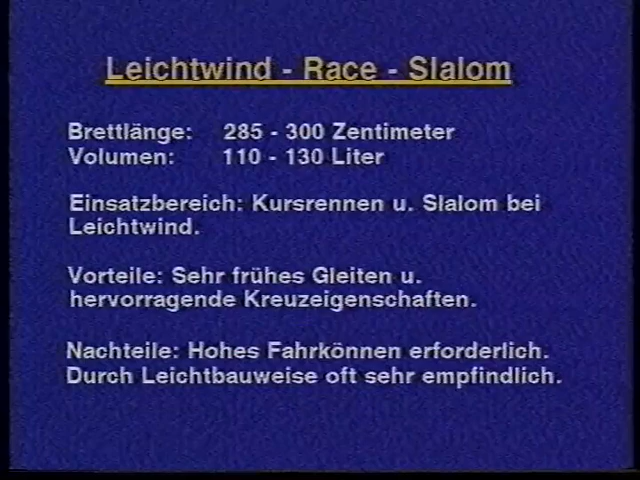 Leichtwind - Race - Slalom
Brettlänge: 285 - 300 Zentimeter
Volumen: 110 - 130 Liter
Einsatzbereich: Kursrennen u. Slalom bei
Leichtwind.
Vorteile: Sehr frühes Gleiten u.
hervorragende Kreuzeigenschaften.
Nachteile: Hohes Fahrkönnen erforderlich.
Durch Leichtbauweise oft sehr empfindlich.